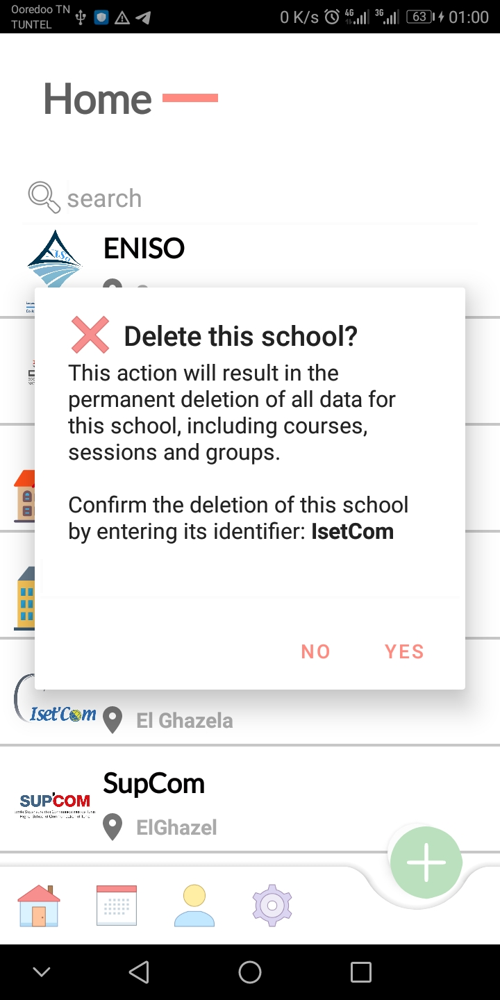 Ooredoo TN
TUNTEL
0 K/s 4G 3G 63 01:00
Home
search
ENISO
Delete this school?
This action will result in the
permanent deletion of all data for
this school, including courses,
sessions and groups.
Confirm the deletion of this school
by entering its identifier: IsetCom
NO YES
Iset'Com
El Ghazela
SupCom
SUP'COM
ElGhazel